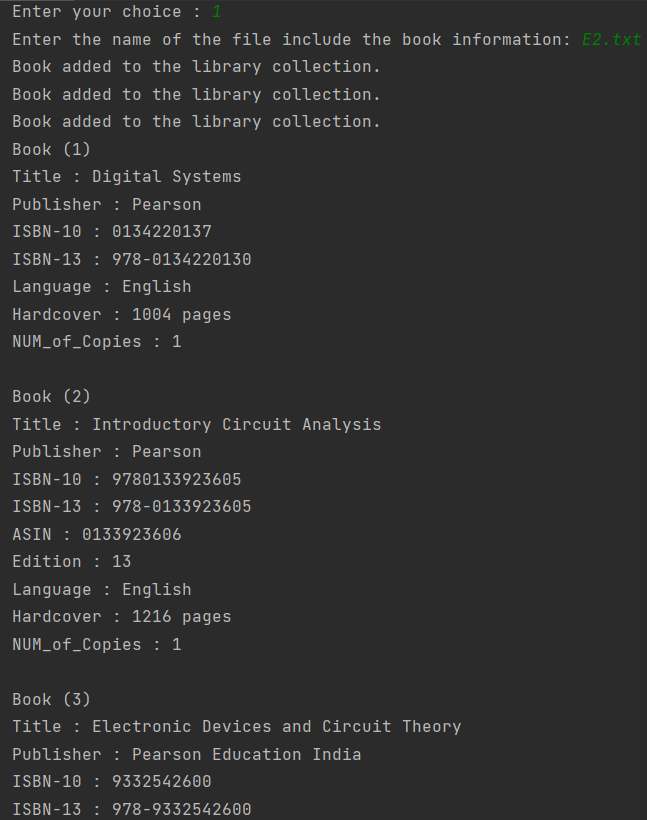 Enter your choice : 1
Enter the name of the file include the book information: E2.txt
Book added to the library collection.
Book added to the library collection.
Book added to the library collection.
Book (1)
Title : Digital Systems
Publisher : Pearson
ISBN-10 : 0134220137
ISBN-13 : 978-0134220130
Language : English
Hardcover : 1004 pages
NUM_of_Copies : 1
Book (2)
Title : Introductory Circuit Analysis
Publisher : Pearson
ISBN-10 : 9780133923605
ISBN-13 : 978-0133923605
ASIN : 0133923606
Edition : 13
Language : English
Hardcover : 1216 pages
NUM_of_Copies : 1
Book (3)
Title : Electronic Devices and Circuit Theory
Publisher : Pearson Education India
ISBN-10 : 9332542600
ISBN-13 : 978-9332542600